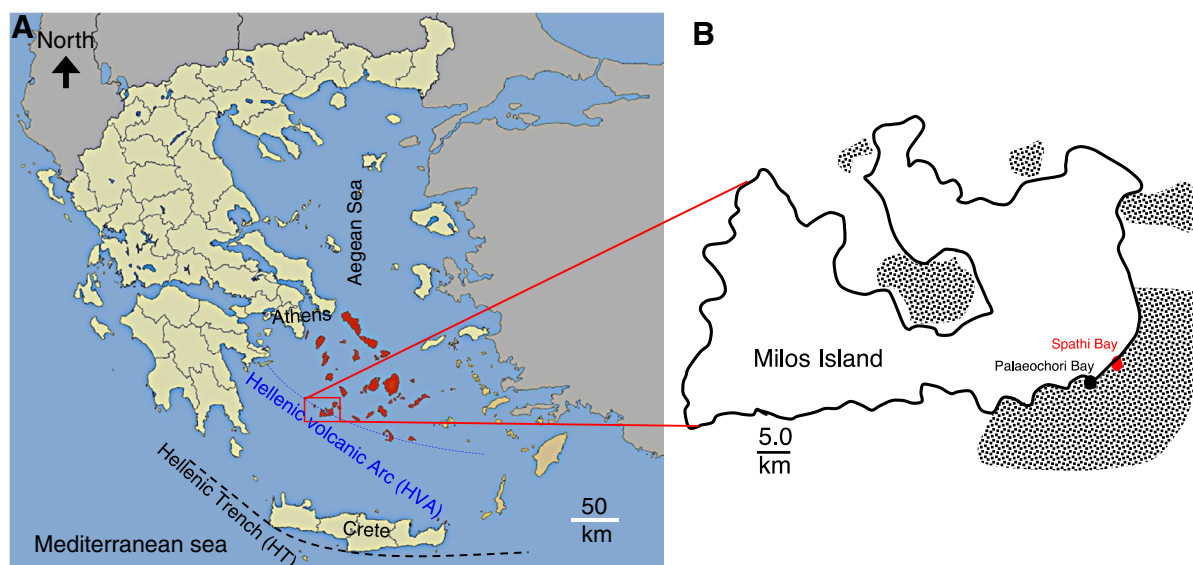 A
North
Aegean Sea
Athens
Hellenic volcanic Arc (HVA)
Hellenic Trench (HT)
Crete
50
km
Mediterranean sea
B
Spathi Bay
Palaeochori Bay
Milos Island
5.0
km